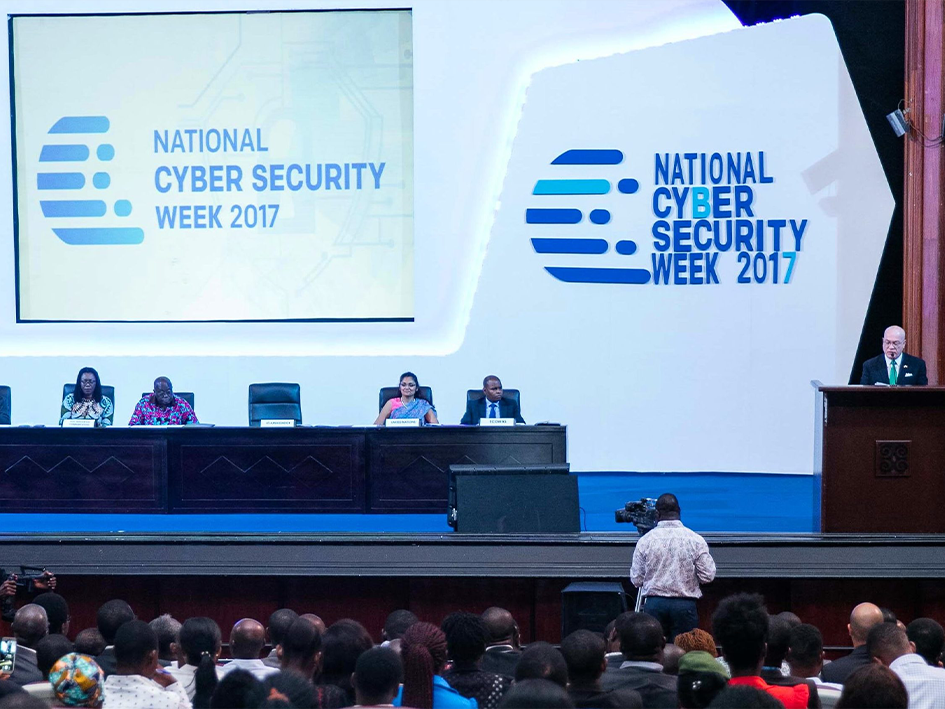 NATIONAL
CYBER SECURITY
WEEK 2017
NATIONAL
CYBER
SECURITY
WEEK 2017